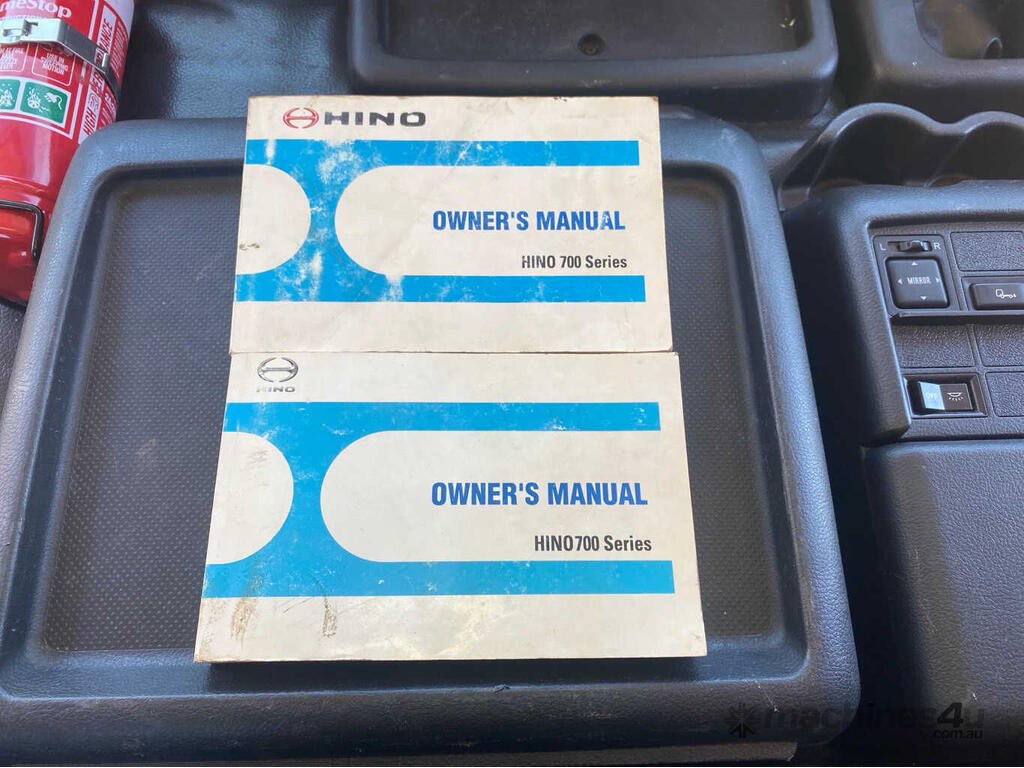 HINO
OWNER'S MANUAL
HINO 700 Series
HINO
OWNER'S MANUAL
HINO700 Series
L R
MIRROR
OFF
machines4u
.com.au